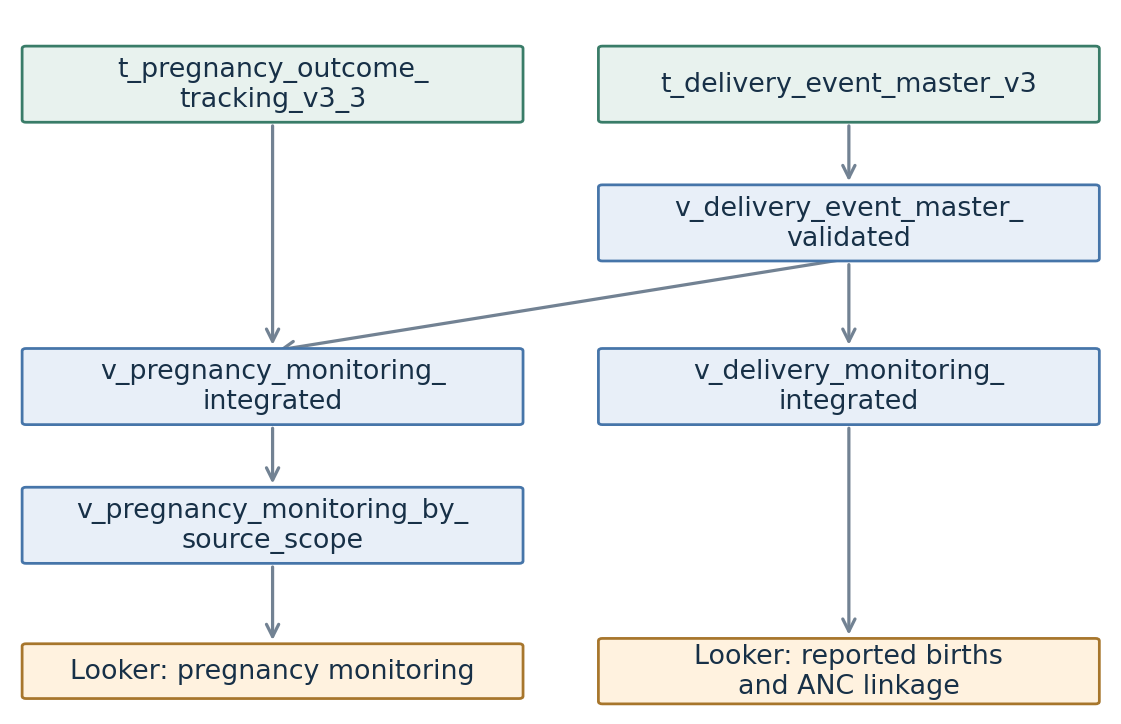 t_pregnancy_outcome_
tracking_v3_3
t_delivery_event_master_v3
v_delivery_event_master_
validated
v_pregnancy_monitoring_
integrated
v_delivery_monitoring_
integrated
v_pregnancy_monitoring_by_
source_scope
Looker: pregnancy monitoring
Looker: reported births
and ANC linkage